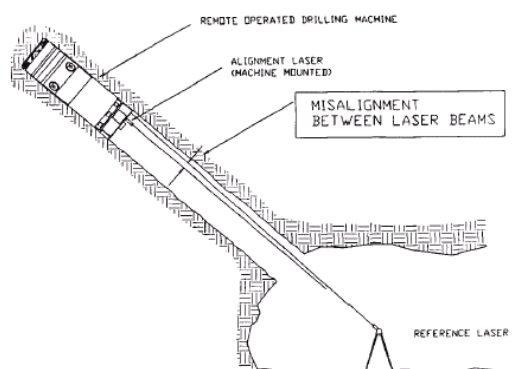 REMOTE OPERATED DRILLING MACHINE
ALIGNMENT LASER
(MACHINE MOUNTED)
MISALIGNMENT
BETWEEN LASER BEAMS
REFERENCE LASER